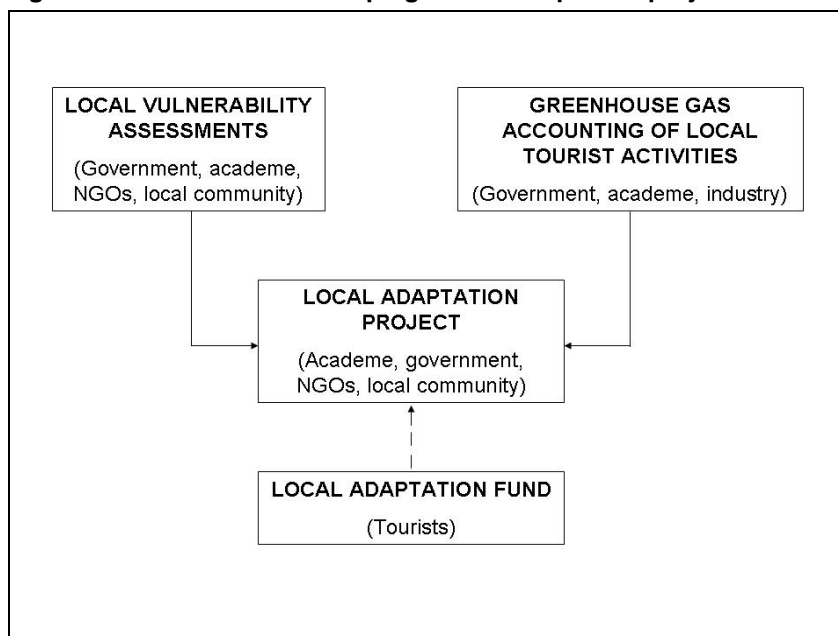 LOCAL VULNERABILITY
ASSESSMENTS
(Government, academe,
NGOs, local community)
GREENHOUSE GAS
ACCOUNTING OF LOCAL
TOURIST ACTIVITIES
(Government, academe, industry)
LOCAL ADAPTATION
PROJECT
(Academe, government,
NGOs, local community)
LOCAL ADAPTATION FUND
(Tourists)